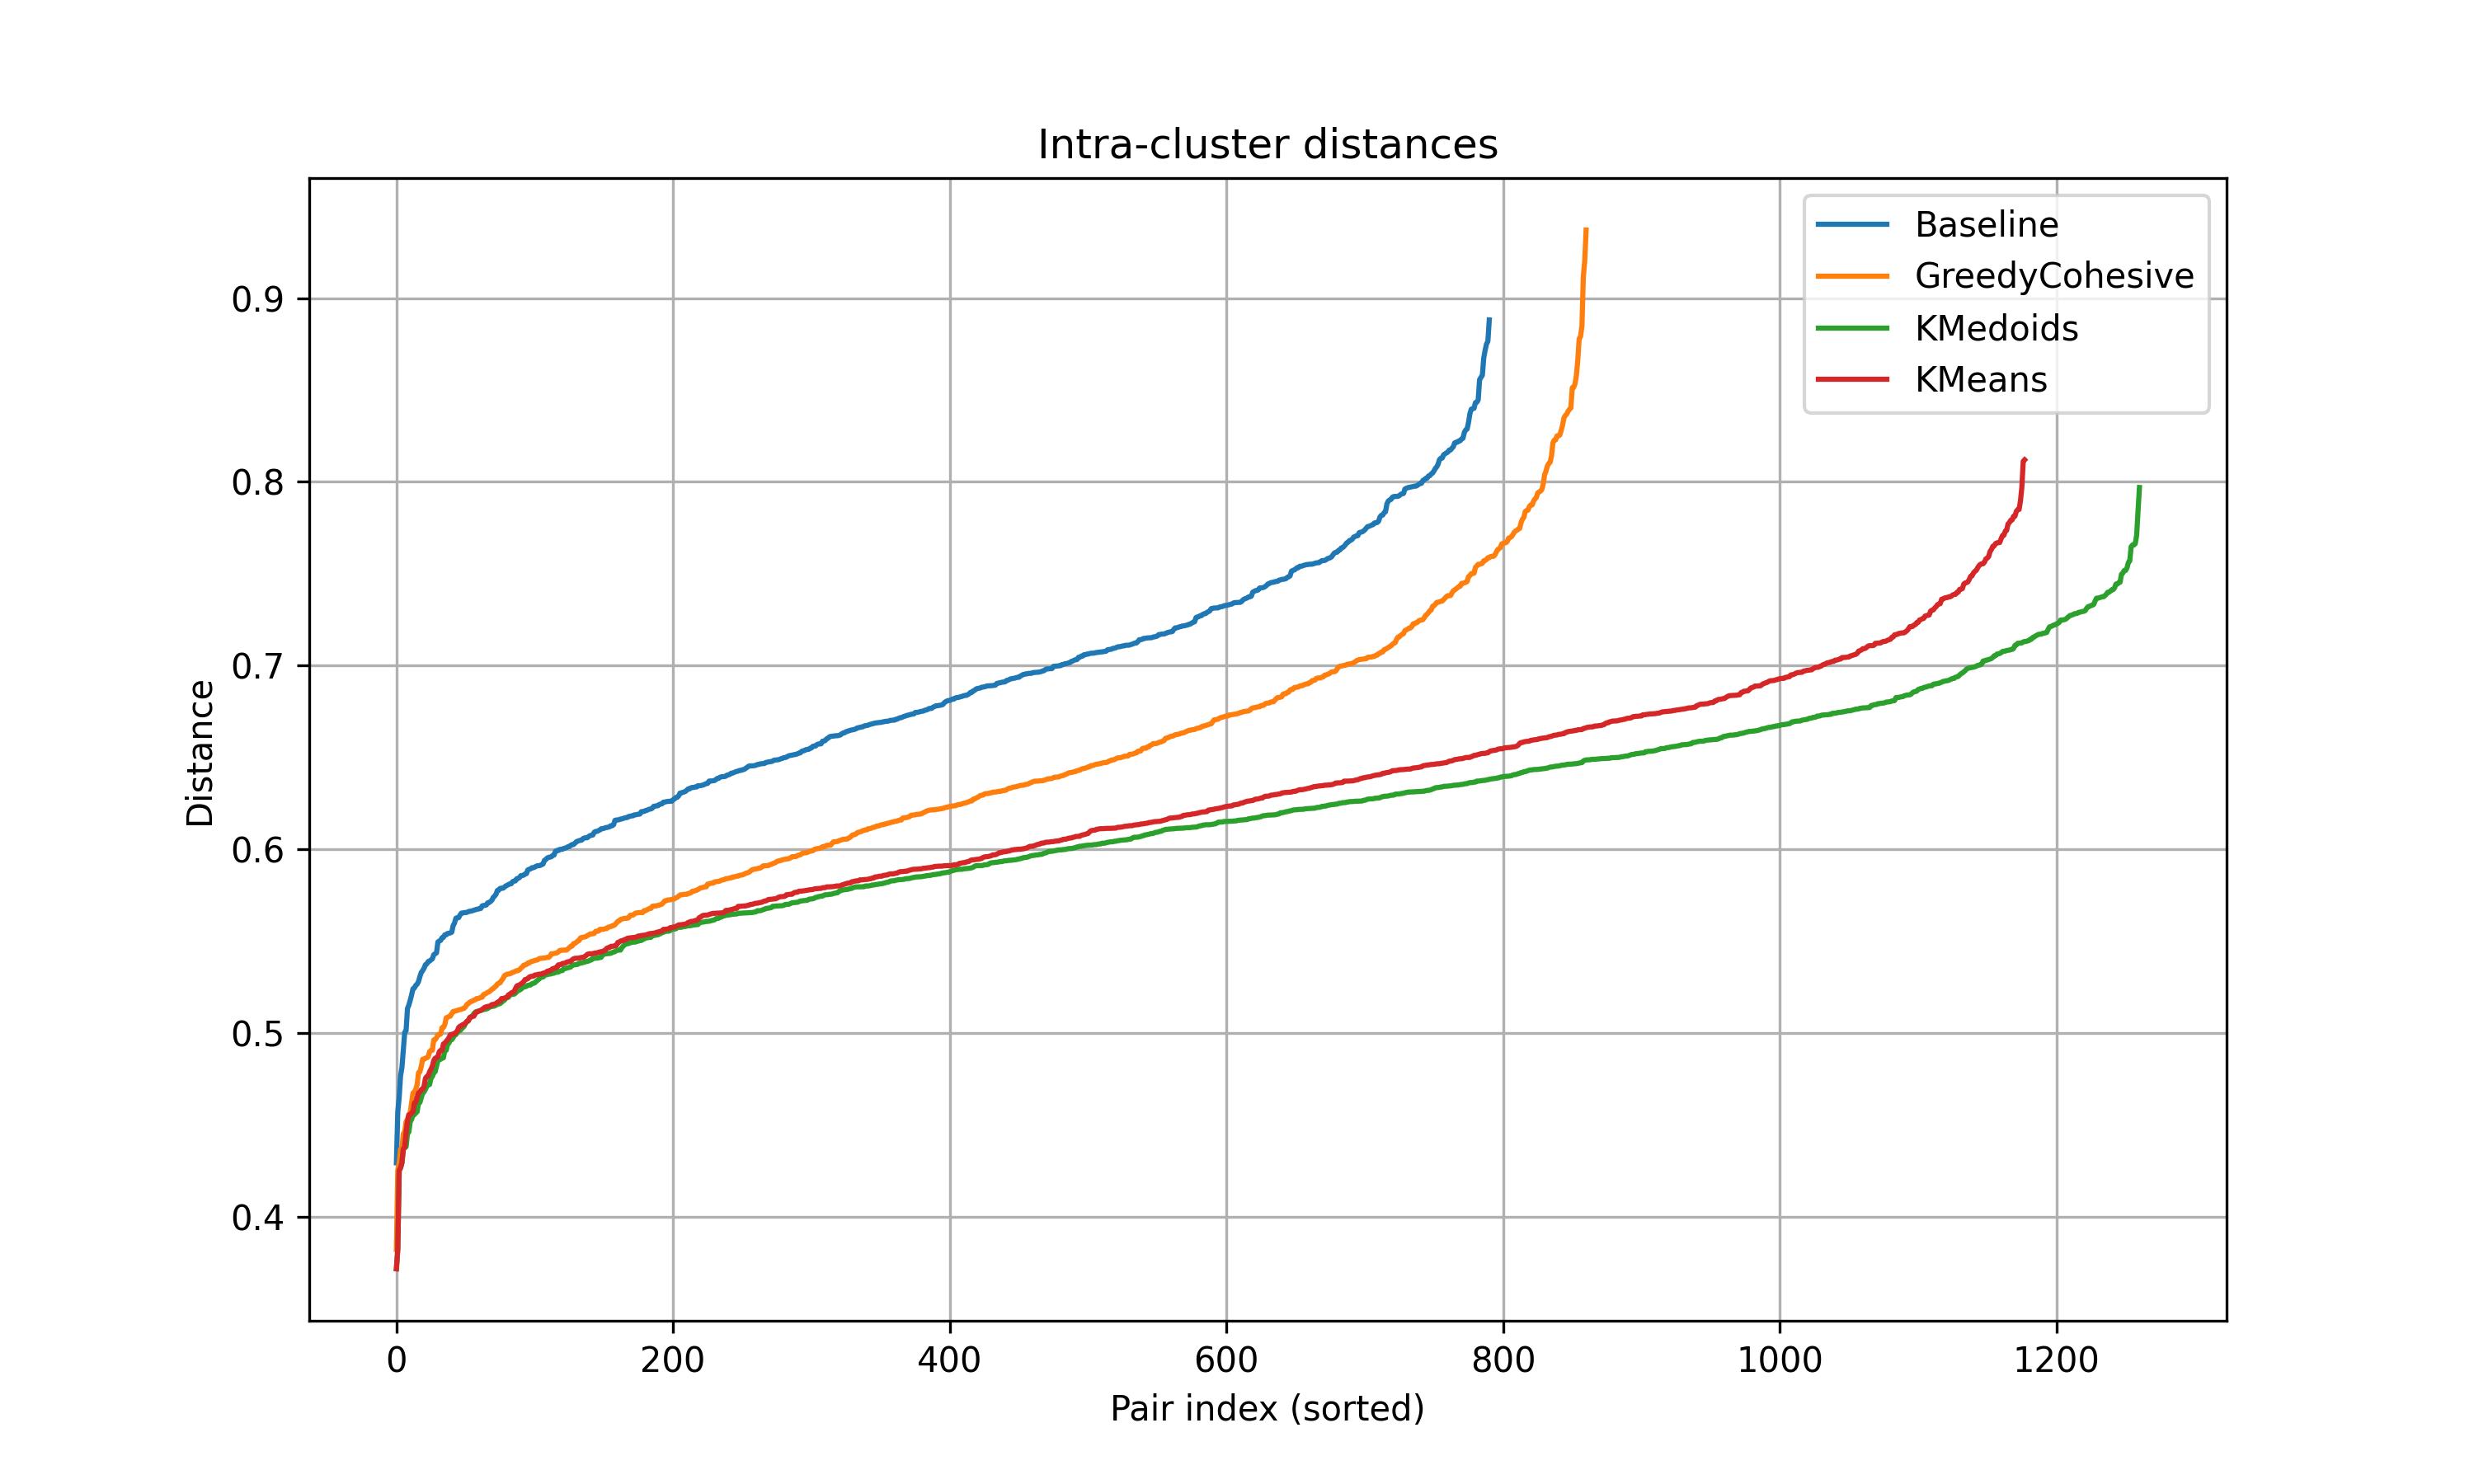 Intra-cluster distances
Baseline
GreedyCohesive
KMedoids
KMeans
0.9
0.8
0.7
0.6
0.5
0.4
Distance
0 200 400 600 800 1000 1200
Pair index (sorted)